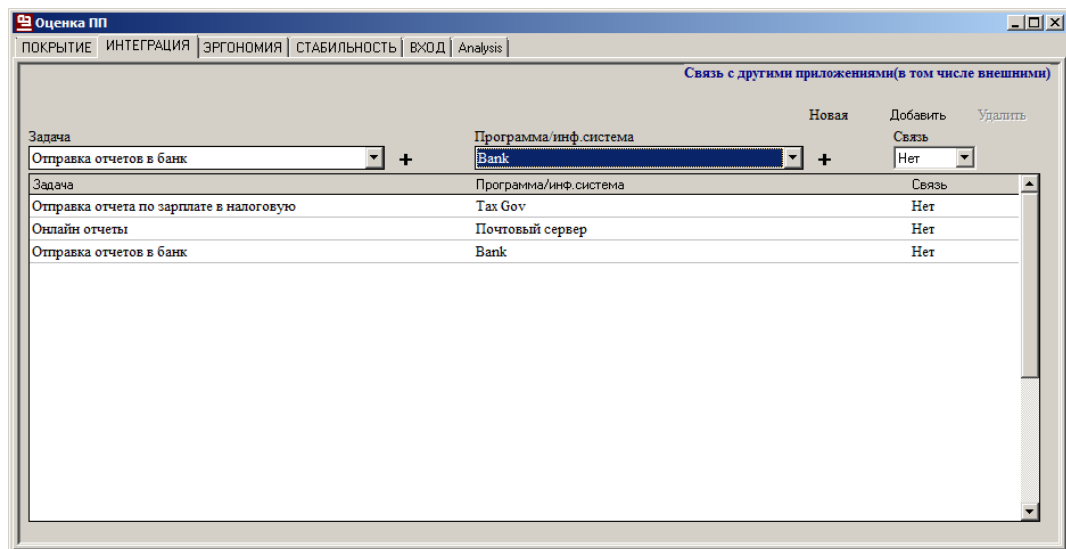 Оценка ПП
ПОКРЫТИЕ ИНТЕГРАЦИЯ ЭРГОНОМИЯ СТАБИЛЬНОСТЬ ВХОД Analysis
Связь с другими приложениями(в том числе внешними)
Новая Добавить Удалить
Задача Программа/инф.система Связь
Отправка отчетов в банк + Bank + Нет
Задача Программа/инф.система Связь
Отправка отчета по зарплате в налоговую Tax Gov Нет
Онлайн отчеты Почтовый сервер Нет
Отправка отчетов в банк Bank Нет